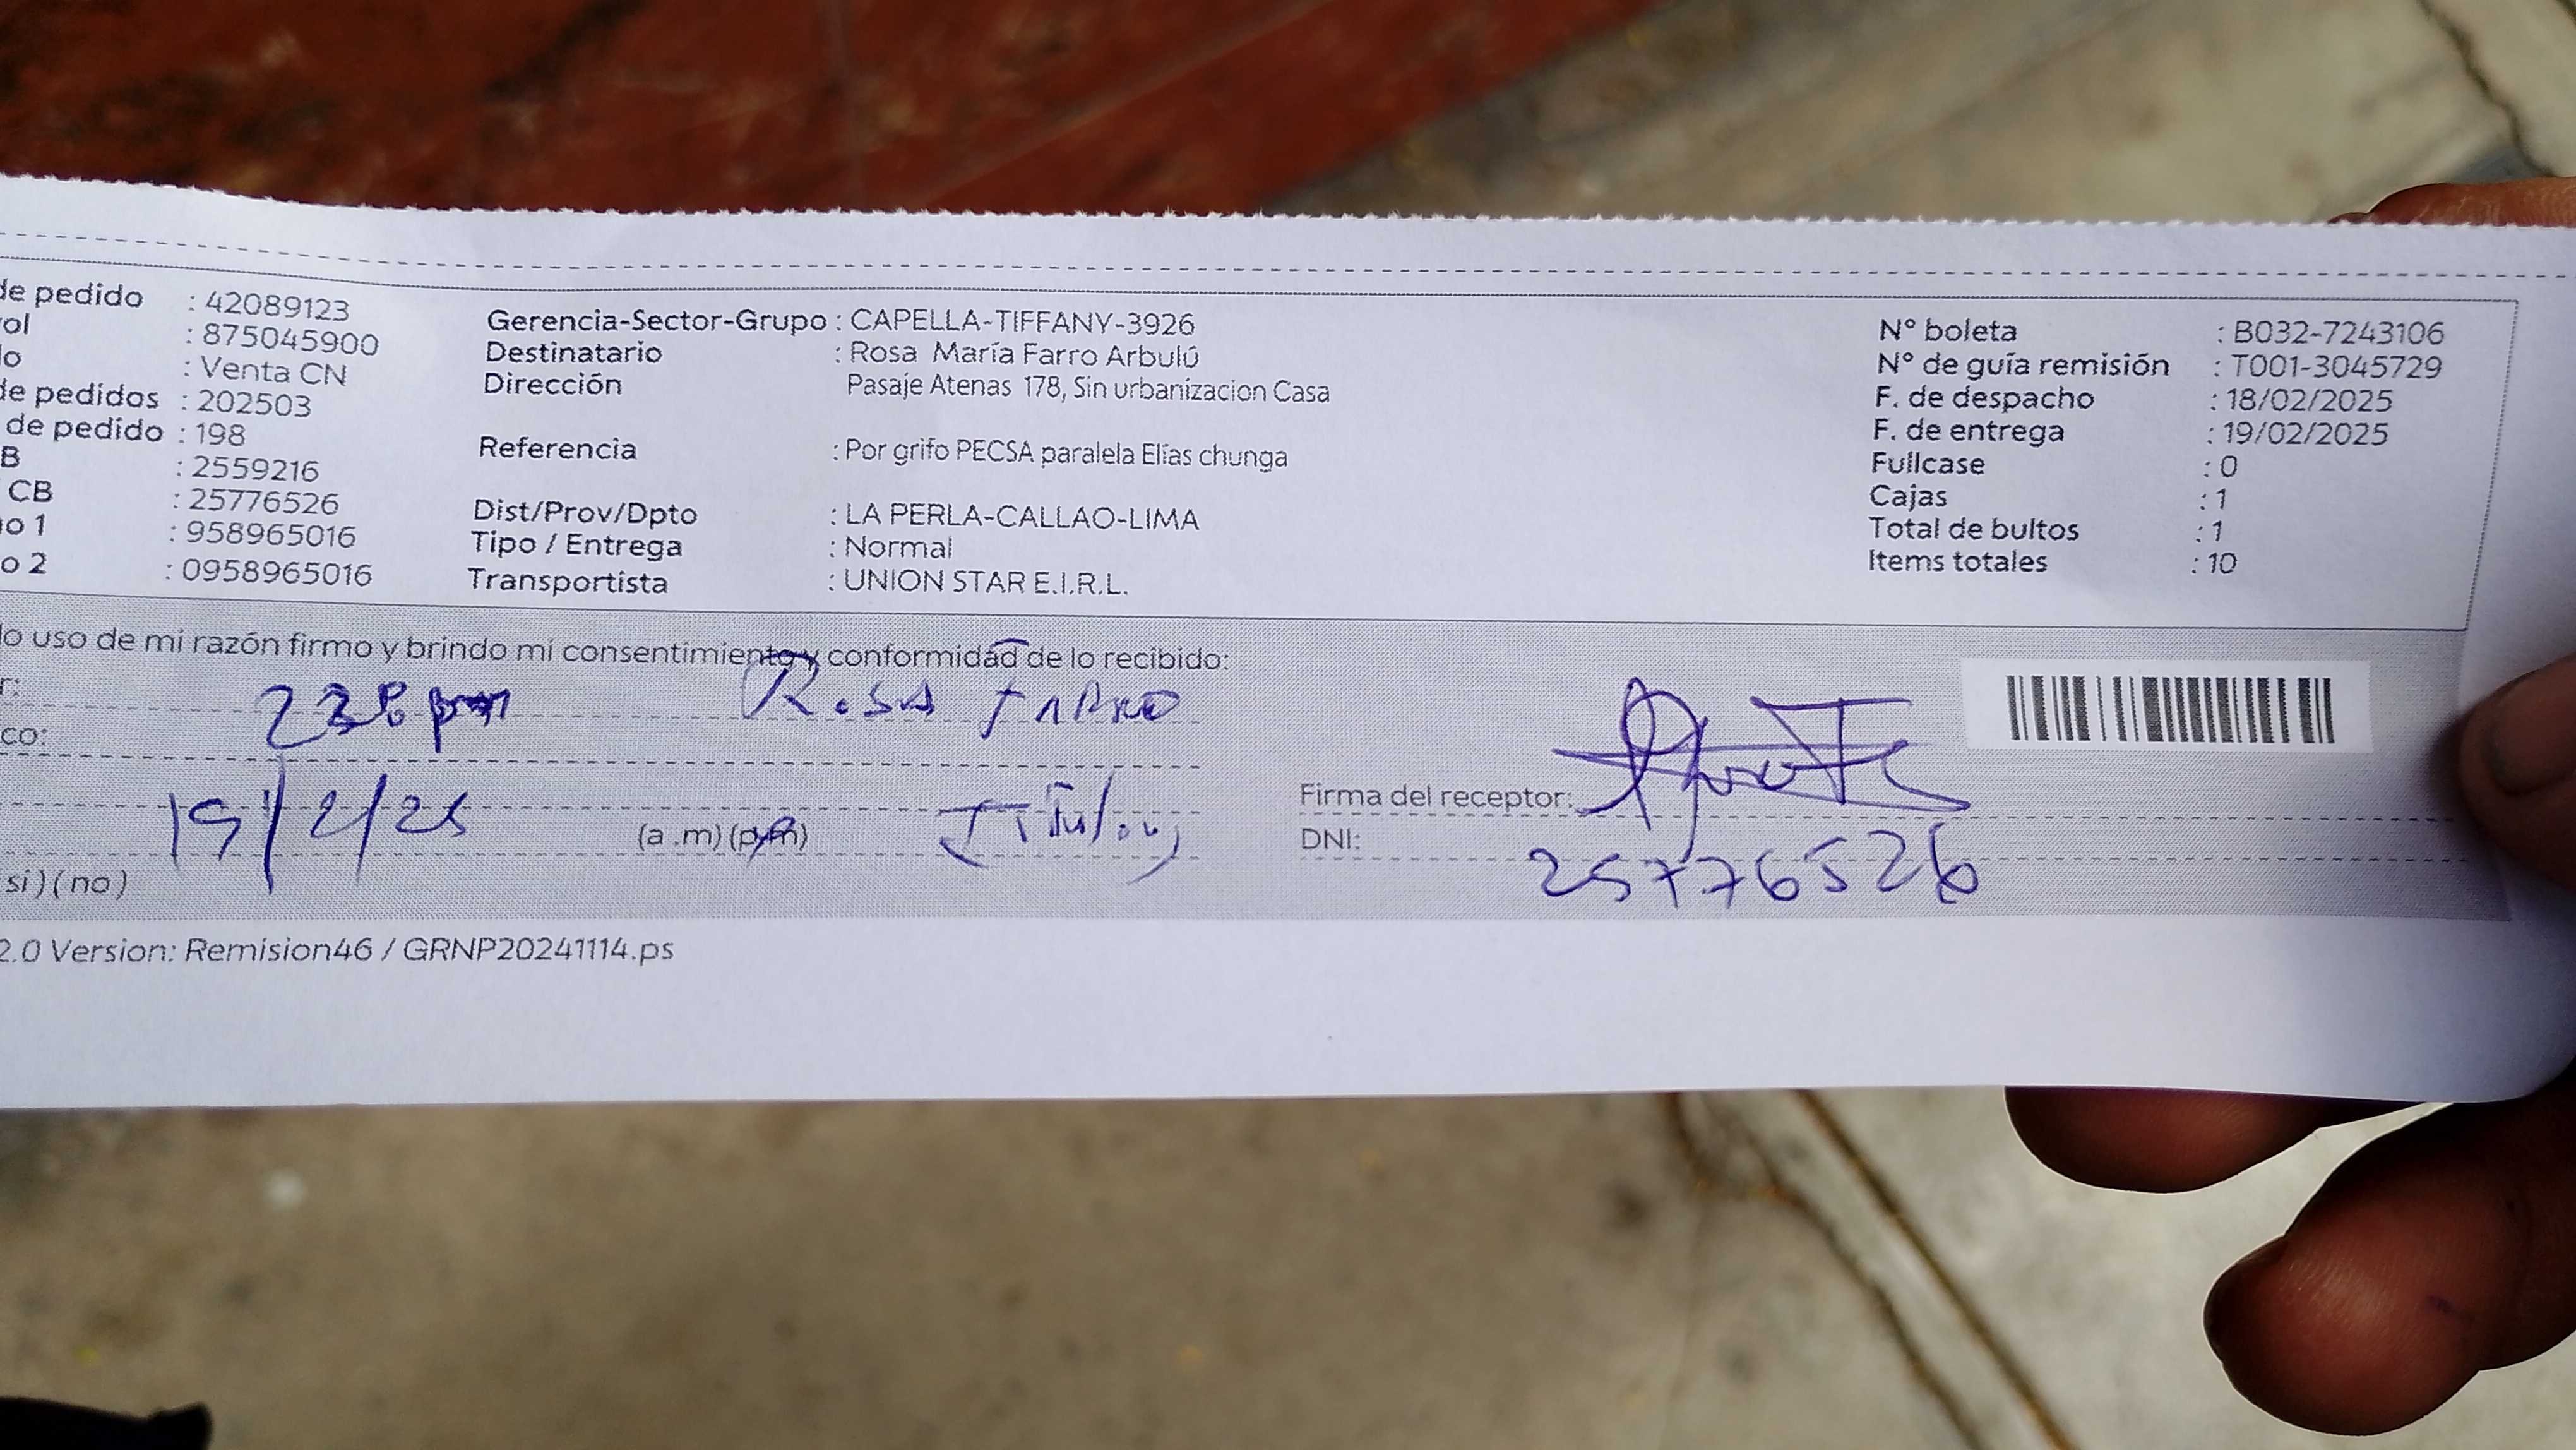 de pedido : 42089123
rol : 875045900
do : Venta CN
de pedidos : 202503
de pedido : 198
B : 2559216
CB : 25776526
no 1 : 958965016
o 2 : 0958965016
Gerencia-Sector-Grupo : CAPELLA-TIFFANY-3926
Destinatario : Rosa María Farro Arbulú
Dirección Pasaje Atenas 178, Sin urbanizacion Casa
Referencia : Por grifo PECSA paralela Elías chunga
Dist/Prov/Dpto : LA PERLA-CALLAO-LIMA
Tipo / Entrega : Normal
Transportista : UNION STAR E.I.R.L.
N° boleta : B032-7243106
N° de guía remisión : T001-3045729
F. de despacho : 18/02/2025
F. de entrega : 19/02/2025
Fullcase : 0
Cajas : 1
Total de bultos : 1
Items totales : 10
do uso de mi razón firmo y brindo mi consentimiento y conformidad de lo recibido:
r: Rosa Farro
co:
19/2/25 (a .m) (p.m)
si) ( no )
Firma del receptor:
DNI: 25776526
2.0 Version: Remision46 / GRNP20241114.ps